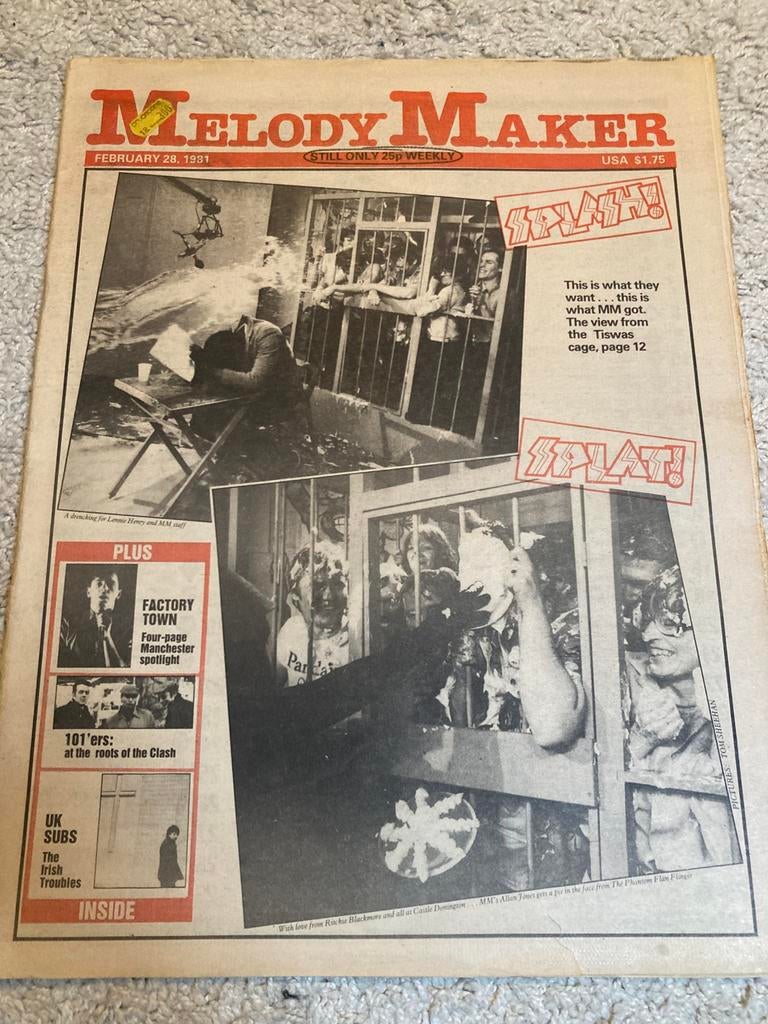 MELODY MAKER
FEBRUARY 28, 1981
STILL ONLY 25p WEEKLY
USA $1.75
SPLASH!
This is what they
want . . . this is
what MM got.
The view from
the Tiswas
cage, page 12
SPLAT!
A drenching for Lennie Henry and MM staff
PLUS
FACTORY
TOWN
Four-page
Manchester
spotlight
101'ers:
at the roots of the Clash
UK
SUBS
The
Irish
Troubles
INSIDE
PICTURES: TOM SHEEHAN
With love from Ritchie Blackmore and all at Castle Donington . . . MM's Allan Jones gets a pie in the face from The Phantom Flan Flinger